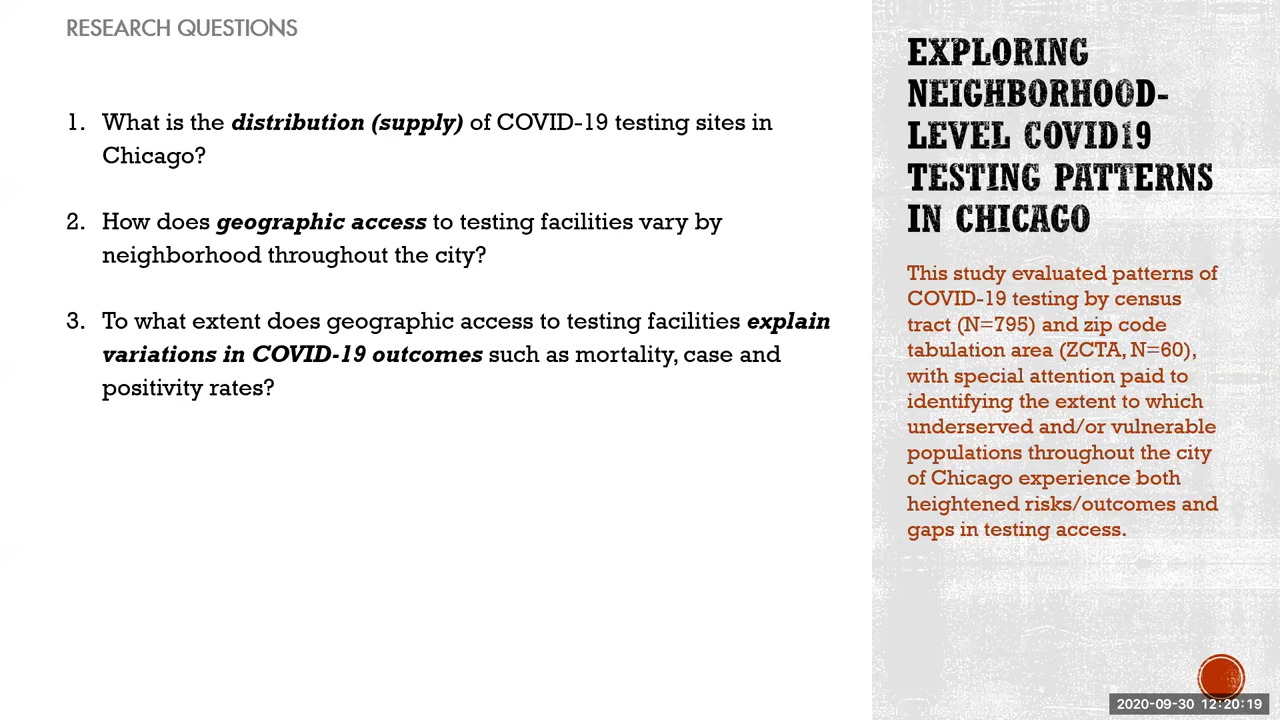 RESEARCH QUESTIONS
1. What is the distribution (supply) of COVID-19 testing sites in
Chicago?
2. How does geographic access to testing facilities vary by
neighborhood throughout the city?
3. To what extent does geographic access to testing facilities explain
variations in COVID-19 outcomes such as mortality, case and
positivity rates?
EXPLORING
NEIGHBORHOOD-
LEVEL COVID19
TESTING PATTERNS
IN CHICAGO
This study evaluated patterns of
COVID-19 testing by census
tract (N=795) and zip code
tabulation area (ZCTA, N=60),
with special attention paid to
identifying the extent to which
underserved and/or vulnerable
populations throughout the city
of Chicago experience both
heightened risks/outcomes and
gaps in testing access.
2020-09-30 12:20:19